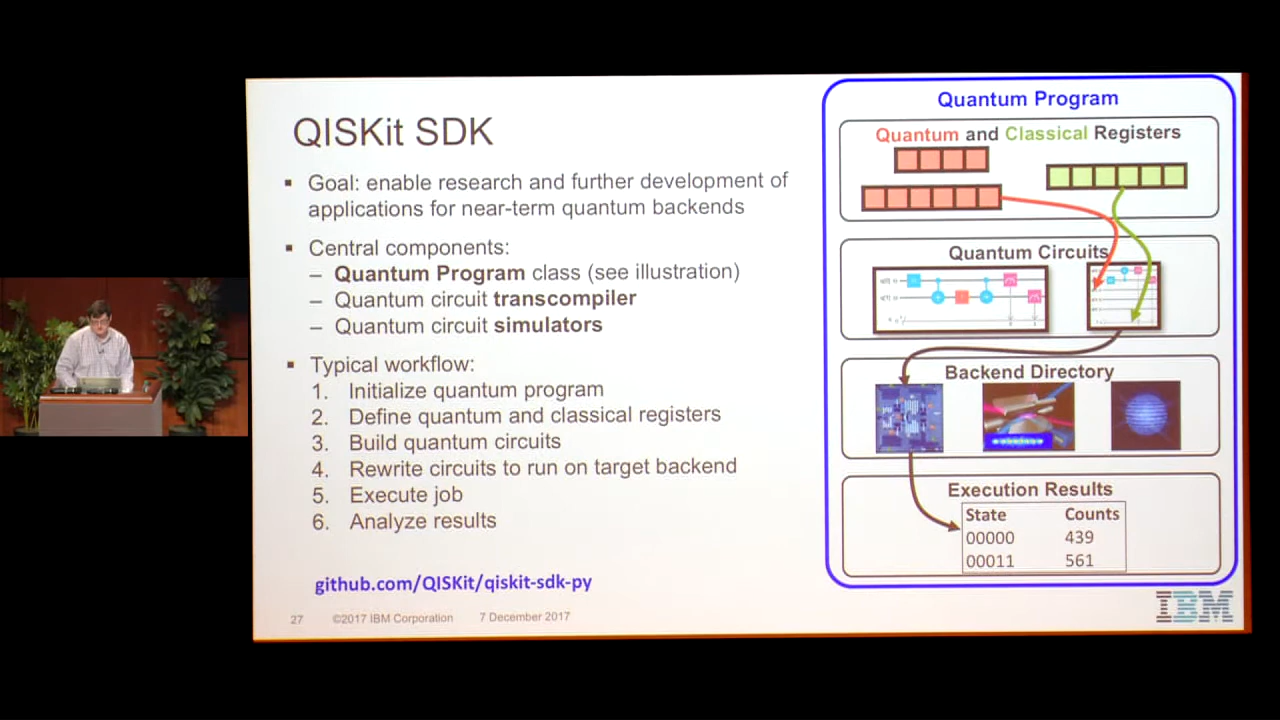 QISKit SDK
▪ Goal: enable research and further development of
applications for near-term quantum backends
▪ Central components:
– Quantum Program class (see illustration)
– Quantum circuit transcompiler
– Quantum circuit simulators
▪ Typical workflow:
1. Initialize quantum program
2. Define quantum and classical registers
3. Build quantum circuits
4. Rewrite circuits to run on target backend
5. Execute job
6. Analyze results
github.com/QISKit/qiskit-sdk-py
27 ©2017 IBM Corporation 7 December 2017
Quantum Program
Quantum and Classical Registers
Quantum Circuits
Backend Directory
Execution Results
State Counts
00000 439
00011 561
IBM